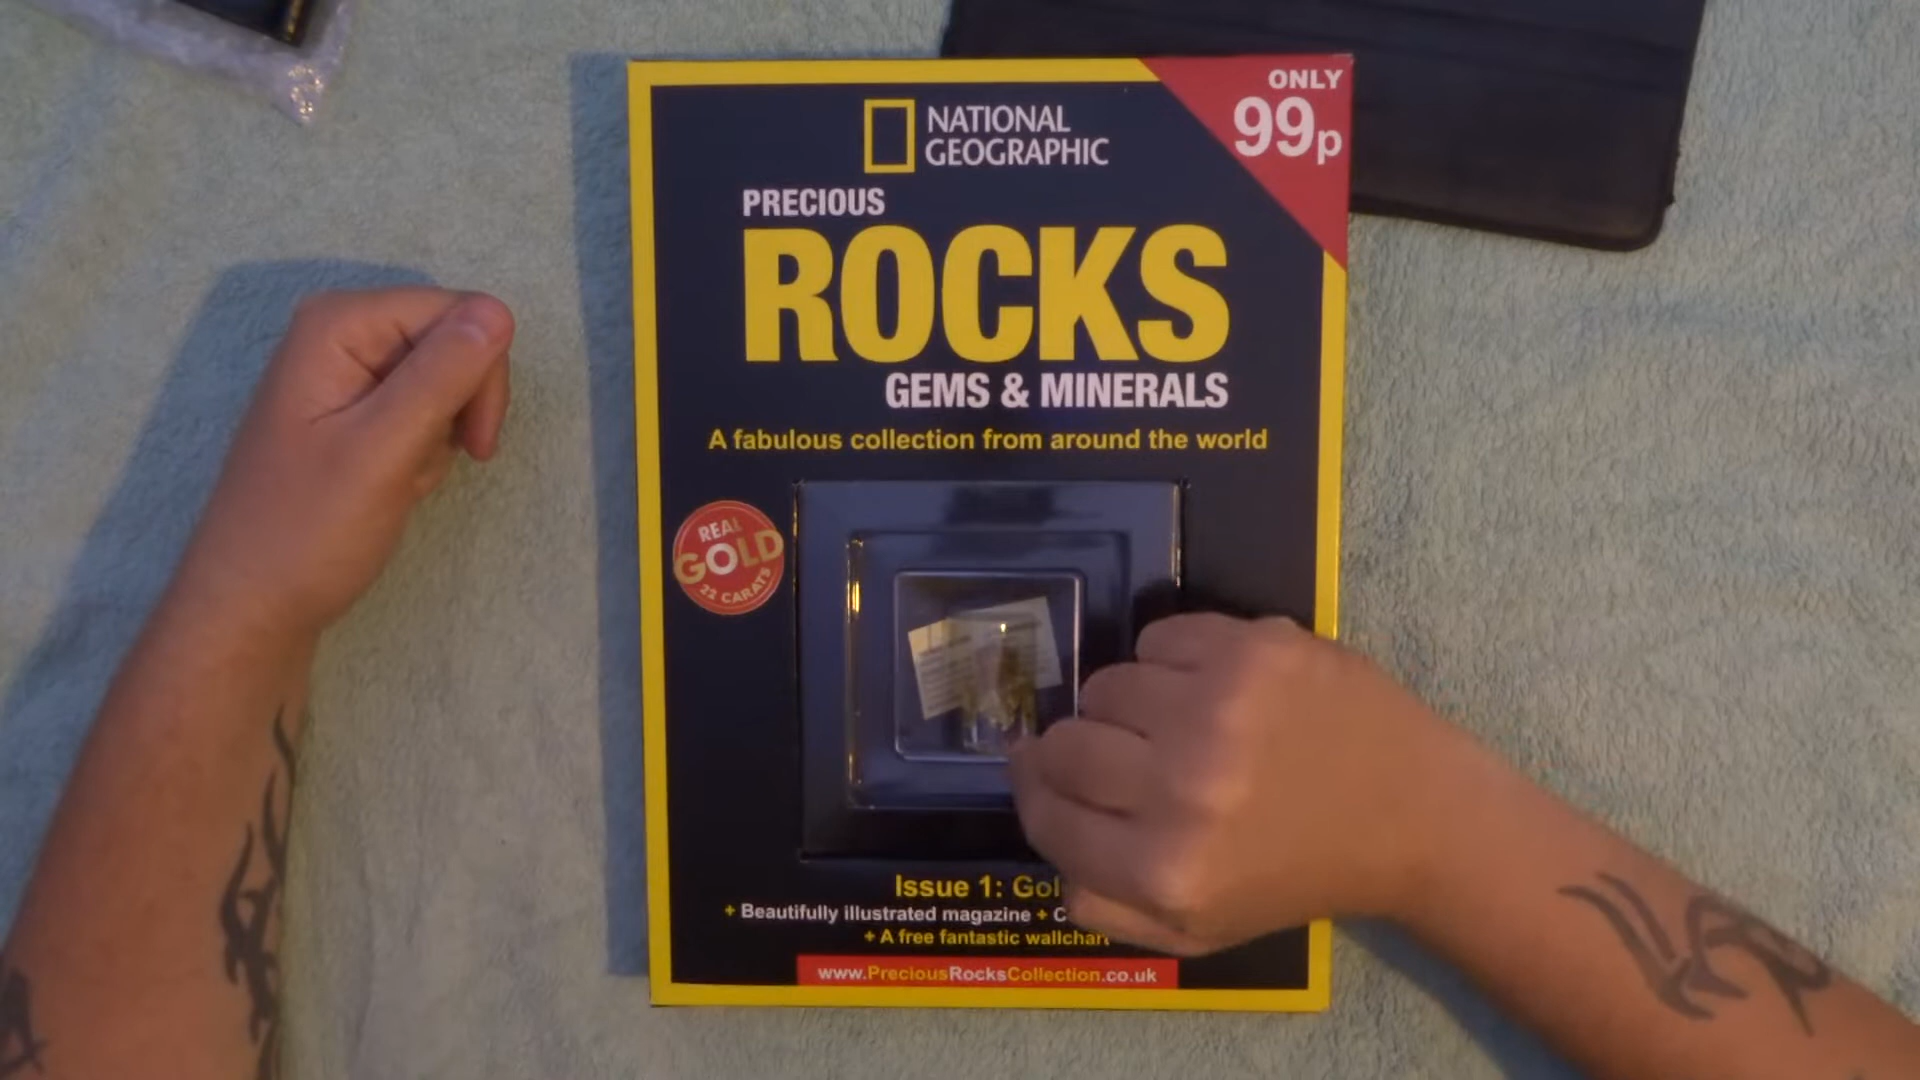 ONLY
99p
NATIONAL
GEOGRAPHIC
PRECIOUS
ROCKS
GEMS & MINERALS
A fabulous collection from around the world
REAL
GOLD
22 CARATS
Issue 1: Gol
+ Beautifully illustrated magazine + C
+ A free fantastic wallchart
www.PreciousRocksCollection.co.uk